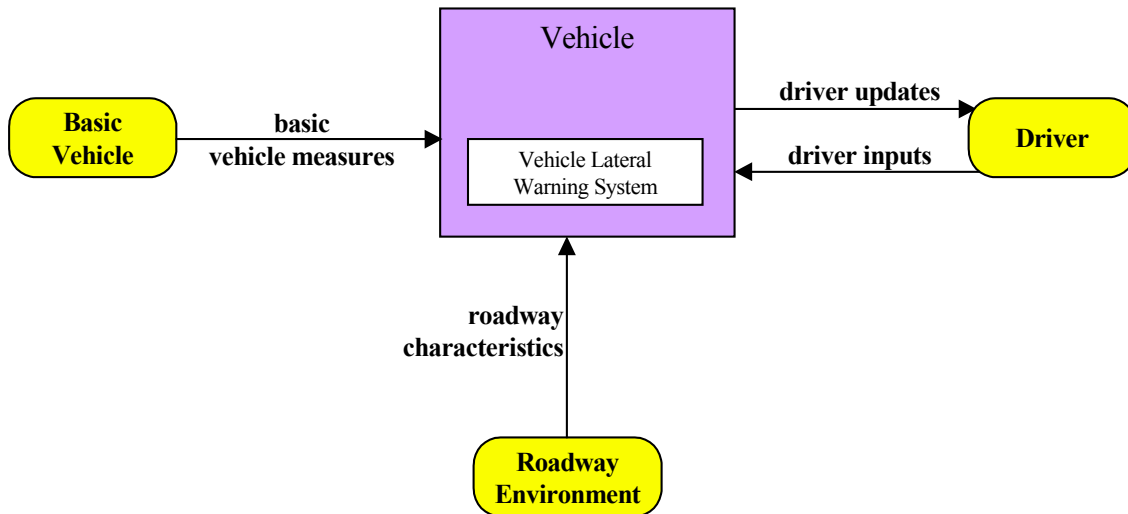 Vehicle
Vehicle Lateral
Warning System
Basic
Vehicle
basic
vehicle measures
driver updates
driver inputs
Driver
roadway
characteristics
Roadway
Environment